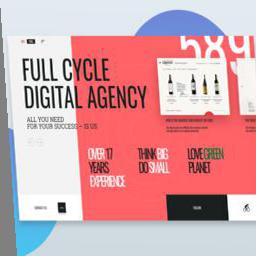 589
FULL CYCLE
DIGITAL AGENCY
ALL YOU NEED
FOR YOUR SUCCESS – IS US
OVER 17
YEARS
EXPERIENCE
THINK BIG
DO SMALL
LOVE GREEN
PLANET